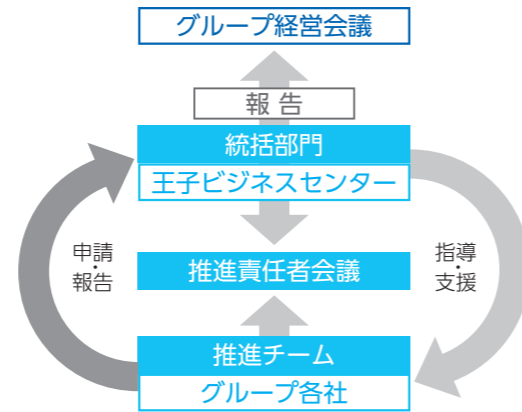 グループ経営会議
報 告
統括部門
王子ビジネスセンター
申請・
報告
推進責任者会議
指導・
支援
推進チーム
グループ各社